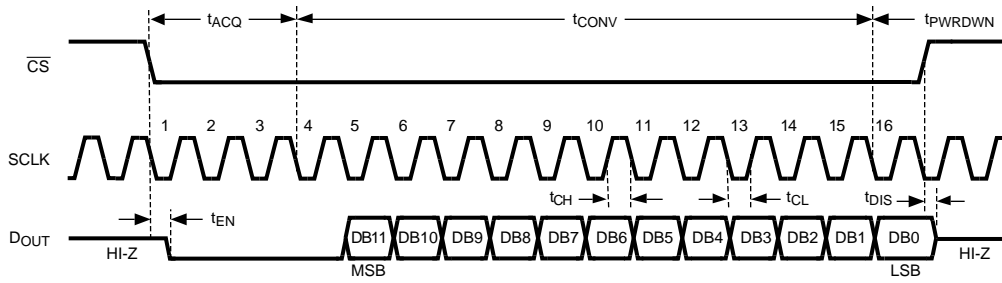 tACQ tCONV tPWRDWN
CS
1 2 3 4 5 6 7 8 9 10 11 12 13 14 15 16
SCLK
tCH tCL tDIS
tEN
DOUT DB11 DB10 DB9 DB8 DB7 DB6 DB5 DB4 DB3 DB2 DB1 DB0
HI-Z MSB LSB HI-Z